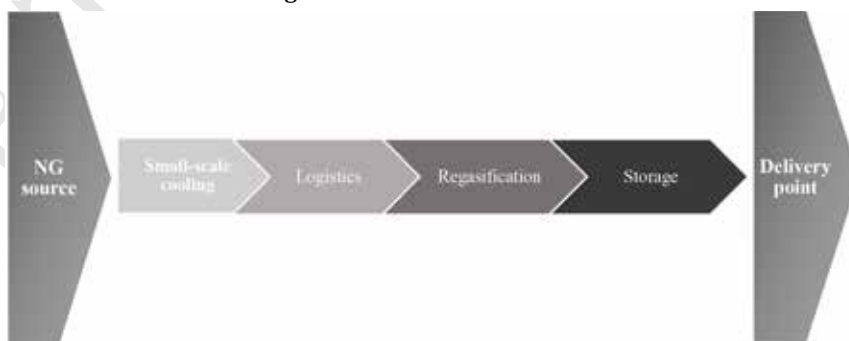 NG
source
Small-scale
cooling
Logistics
Regasification
Storage
Delivery
point